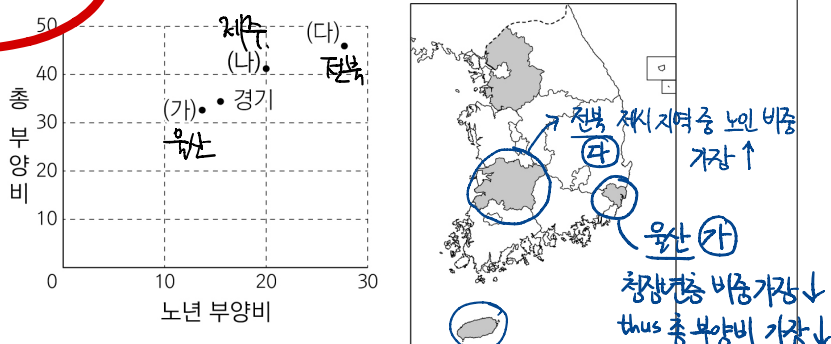 50
40
30
20
10
0
10
20
30
총 부양비
노년 부양비
제주
(나)
(다)
전북
(가)
경기
울산
전북 제시 지역 중 노인 비중
다 가장 ↑
울산 가
청장년층 비중 가장 ↓
thus 총 부양비 가장 ↓